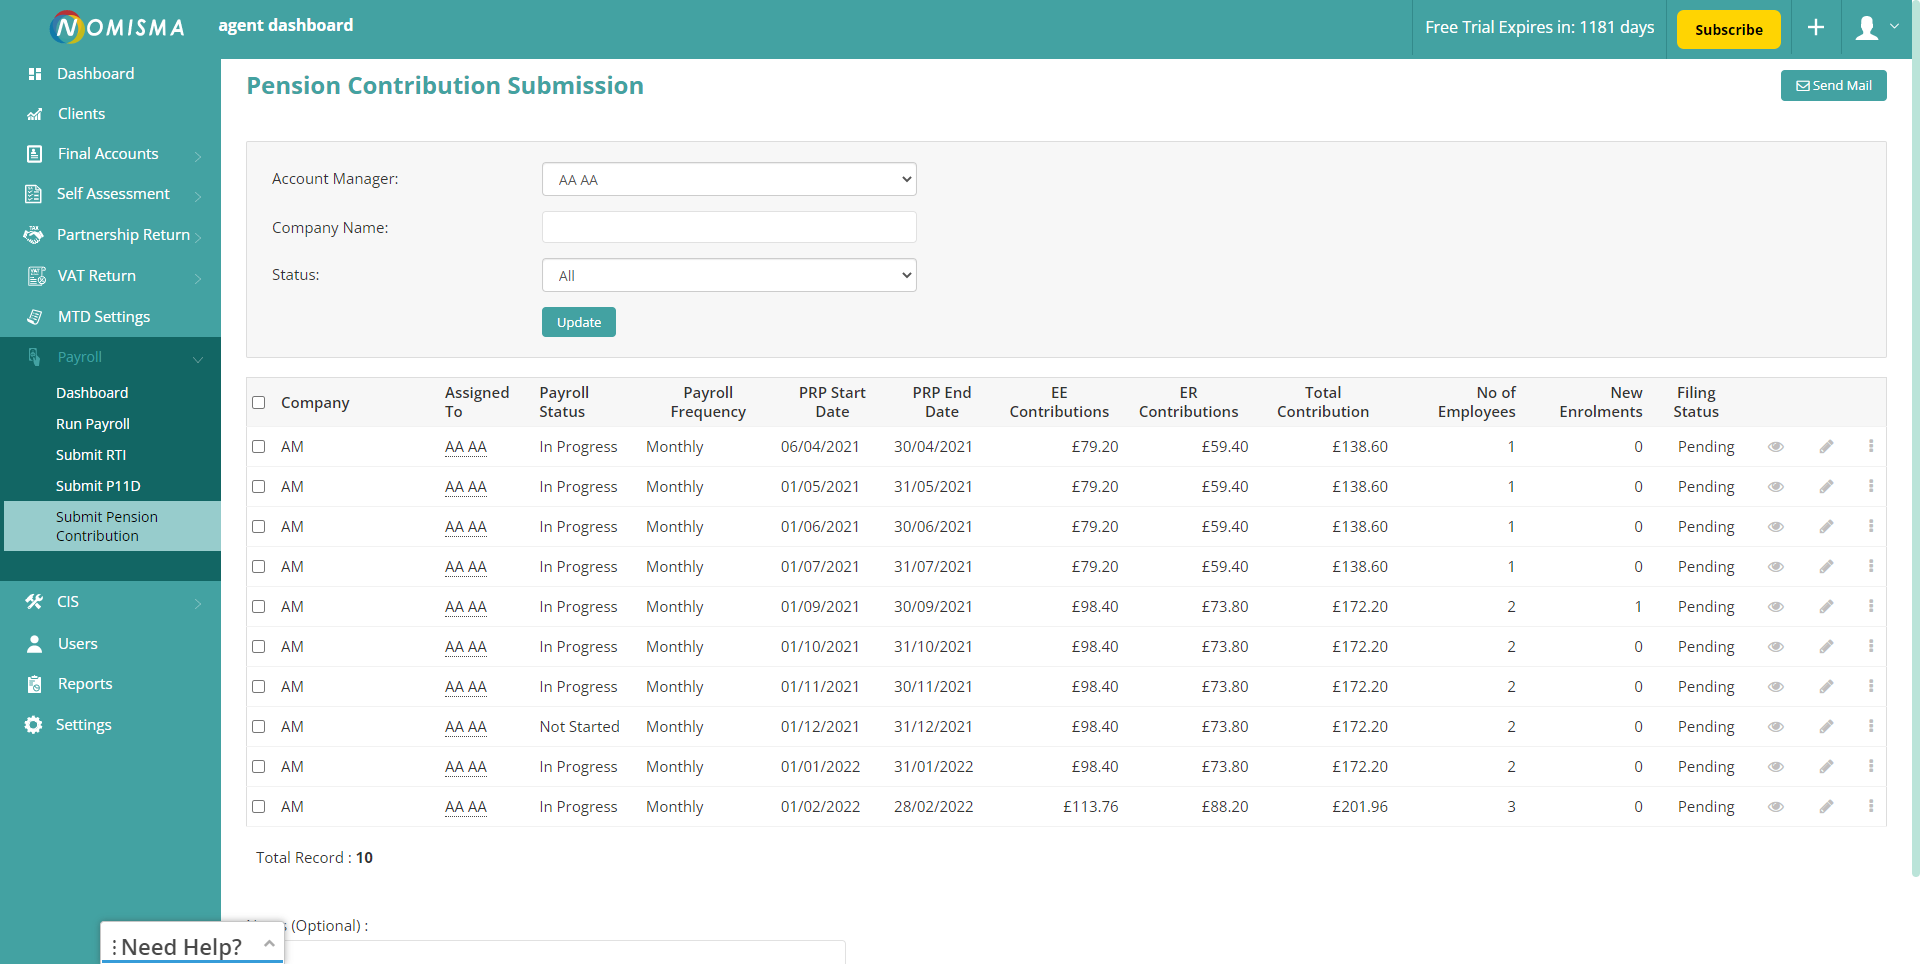 NOMISMA
agent dashboard
Free Trial Expires in: 1181 days
Subscribe
Dashboard
Clients
Final Accounts
Self Assessment
Partnership Return
VAT Return
MTD Settings
Payroll
Dashboard
Run Payroll
Submit RTI
Submit P11D
Submit Pension
Contribution
CIS
Users
Reports
Settings
Pension Contribution Submission
Send Mail
Account Manager: AA AA
Company Name:
Status: All
Update
Company Assigned To Payroll Status Payroll Frequency PRP Start Date PRP End Date EE Contributions ER Contributions Total Contribution No of Employees New Enrolments Filing Status
AM AA AA In Progress Monthly 06/04/2021 30/04/2021 £79.20 £59.40 £138.60 1 0 Pending
AM AA AA In Progress Monthly 01/05/2021 31/05/2021 £79.20 £59.40 £138.60 1 0 Pending
AM AA AA In Progress Monthly 01/06/2021 30/06/2021 £79.20 £59.40 £138.60 1 0 Pending
AM AA AA In Progress Monthly 01/07/2021 31/07/2021 £79.20 £59.40 £138.60 1 0 Pending
AM AA AA In Progress Monthly 01/09/2021 30/09/2021 £98.40 £73.80 £172.20 2 1 Pending
AM AA AA In Progress Monthly 01/10/2021 31/10/2021 £98.40 £73.80 £172.20 2 0 Pending
AM AA AA In Progress Monthly 01/11/2021 30/11/2021 £98.40 £73.80 £172.20 2 0 Pending
AM AA AA Not Started Monthly 01/12/2021 31/12/2021 £98.40 £73.80 £172.20 2 0 Pending
AM AA AA In Progress Monthly 01/01/2022 31/01/2022 £98.40 £73.80 £172.20 2 0 Pending
AM AA AA In Progress Monthly 01/02/2022 28/02/2022 £113.76 £88.20 £201.96 3 0 Pending
Total Record : 10
(Optional) :
Need Help?